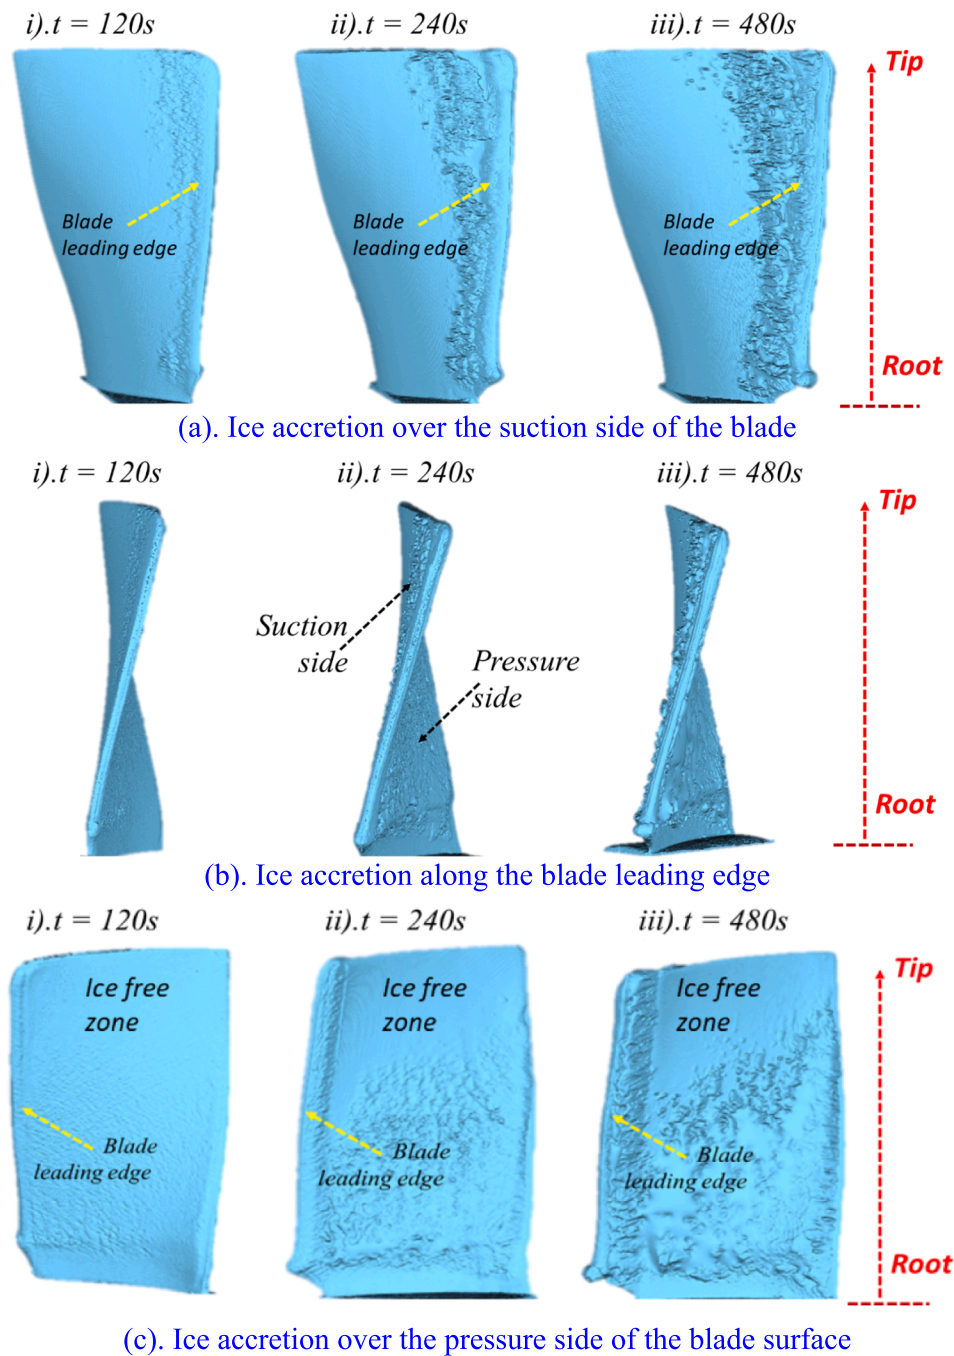 i).t = 120s
ii).t = 240s
iii).t = 480s
Tip
Blade
leading edge
Blade
leading edge
Blade
leading edge
Root
(a). Ice accretion over the suction side of the blade
i).t = 120s
ii).t = 240s
iii).t = 480s
Tip
Suction
side
Pressure
side
Root
(b). Ice accretion along the blade leading edge
i).t = 120s
ii).t = 240s
iii).t = 480s
Tip
Ice free
zone
Ice free
zone
Ice free
zone
Blade
leading edge
Blade
leading edge
Blade
leading edge
Root
(c). Ice accretion over the pressure side of the blade surface